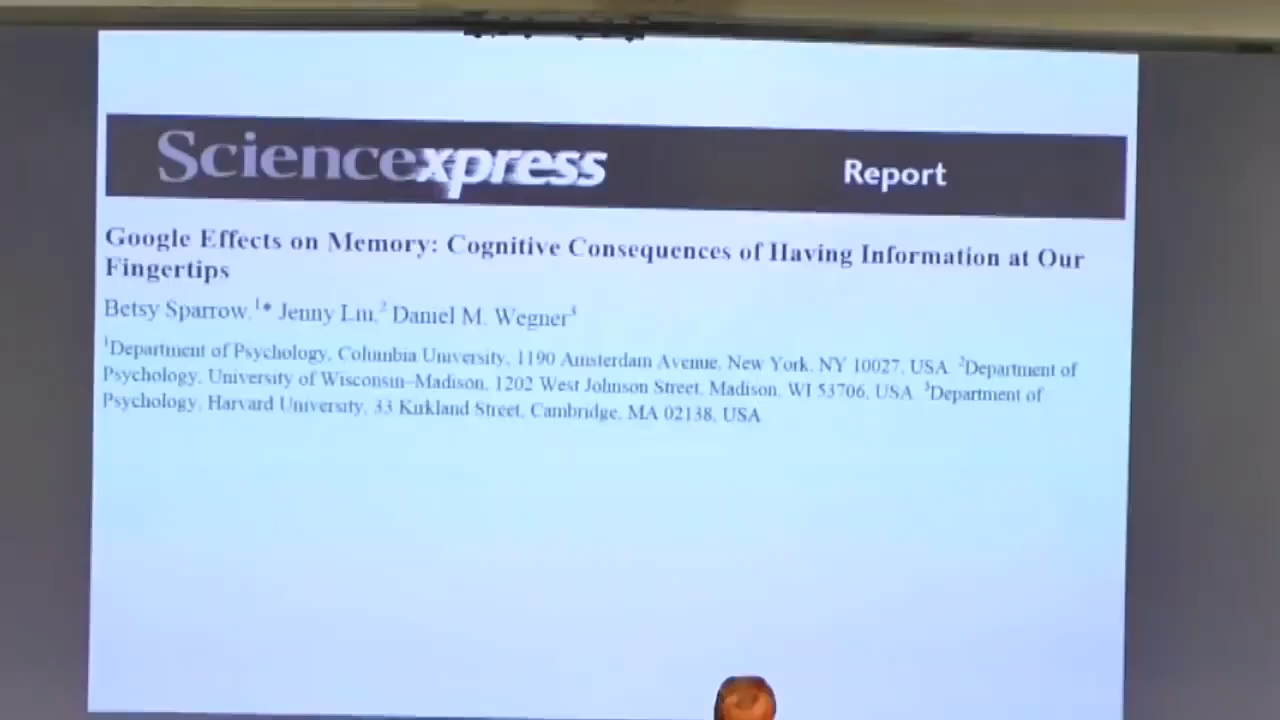 Sciencexpress Report
Google Effects on Memory: Cognitive Consequences of Having Information at Our
Fingertips
Betsy Sparrow,¹* Jenny Liu,² Daniel M. Wegner³
¹Department of Psychology, Columbia University, 1190 Amsterdam Avenue, New York, NY 10027, USA. ²Department of
Psychology, University of Wisconsin–Madison, 1202 West Johnson Street, Madison, WI 53706, USA. ³Department of
Psychology, Harvard University, 33 Kirkland Street, Cambridge, MA 02138, USA.